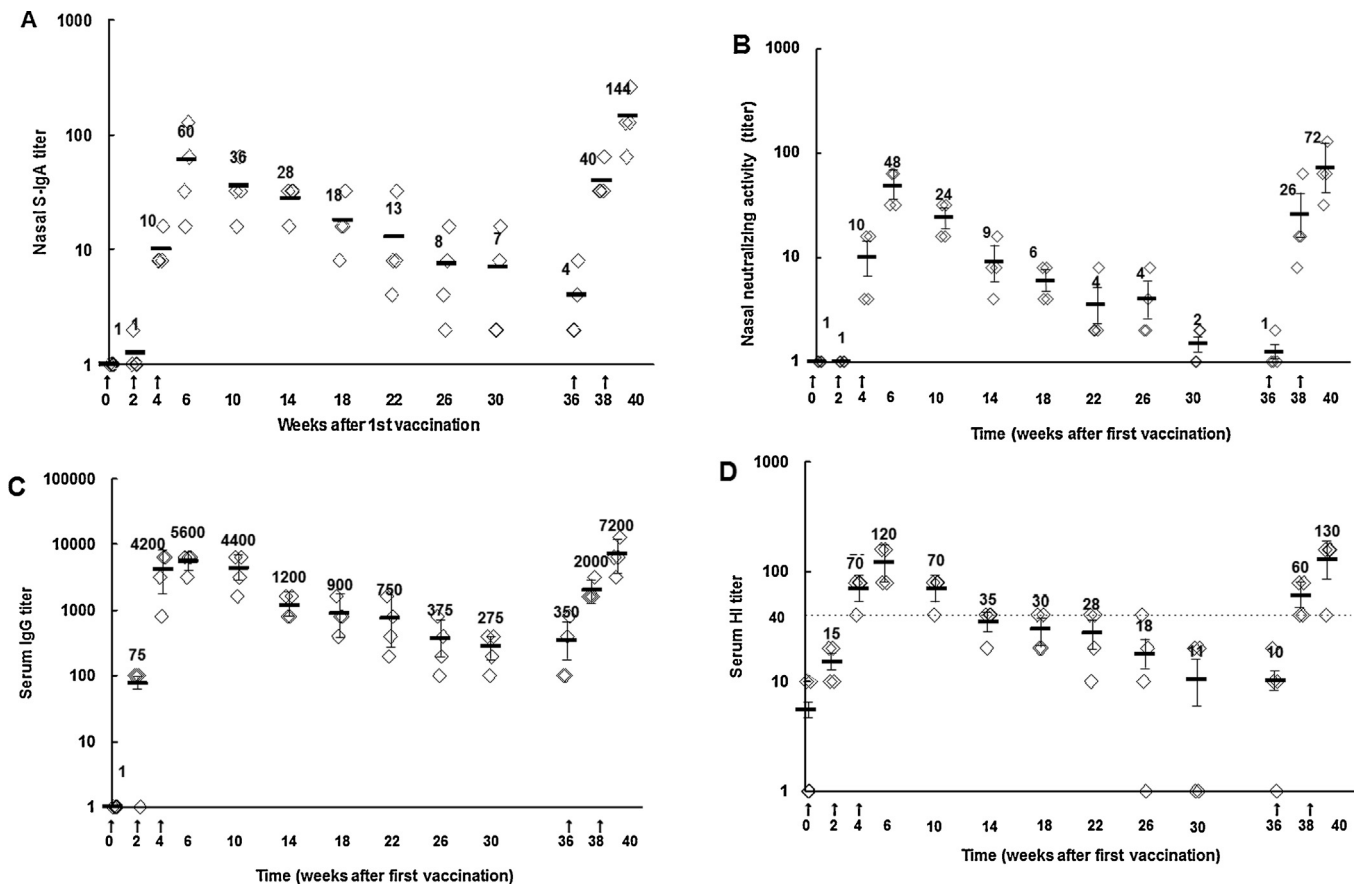 A
Nasal S-IgA titer
1000
100
10
1
1 1 10 60 36 28 18 13 8 7 4 40 144
0 2 4 6 10 14 18 22 26 30 36 38 40
Weeks after 1st vaccination
B
Nasal neutralizing activity (titer)
1000
100
10
1
1 1 10 48 24 9 6 4 4 2 1 26 72
0 2 4 6 10 14 18 22 26 30 36 38 40
Time (weeks after first vaccination)
C
Serum IgG titer
100000
10000
1000
100
10
1
1 75 4200 5600 4400 1200 900 750 375 275 350 2000 7200
0 2 4 6 10 14 18 22 26 30 36 38 40
Time (weeks after first vaccination)
D
Serum HI titer
1000
100
40
10
1
15 70 120 70 35 30 28 18 11 10 60 130
0 2 4 6 10 14 18 22 26 30 36 38 40
Time (weeks after first vaccination)